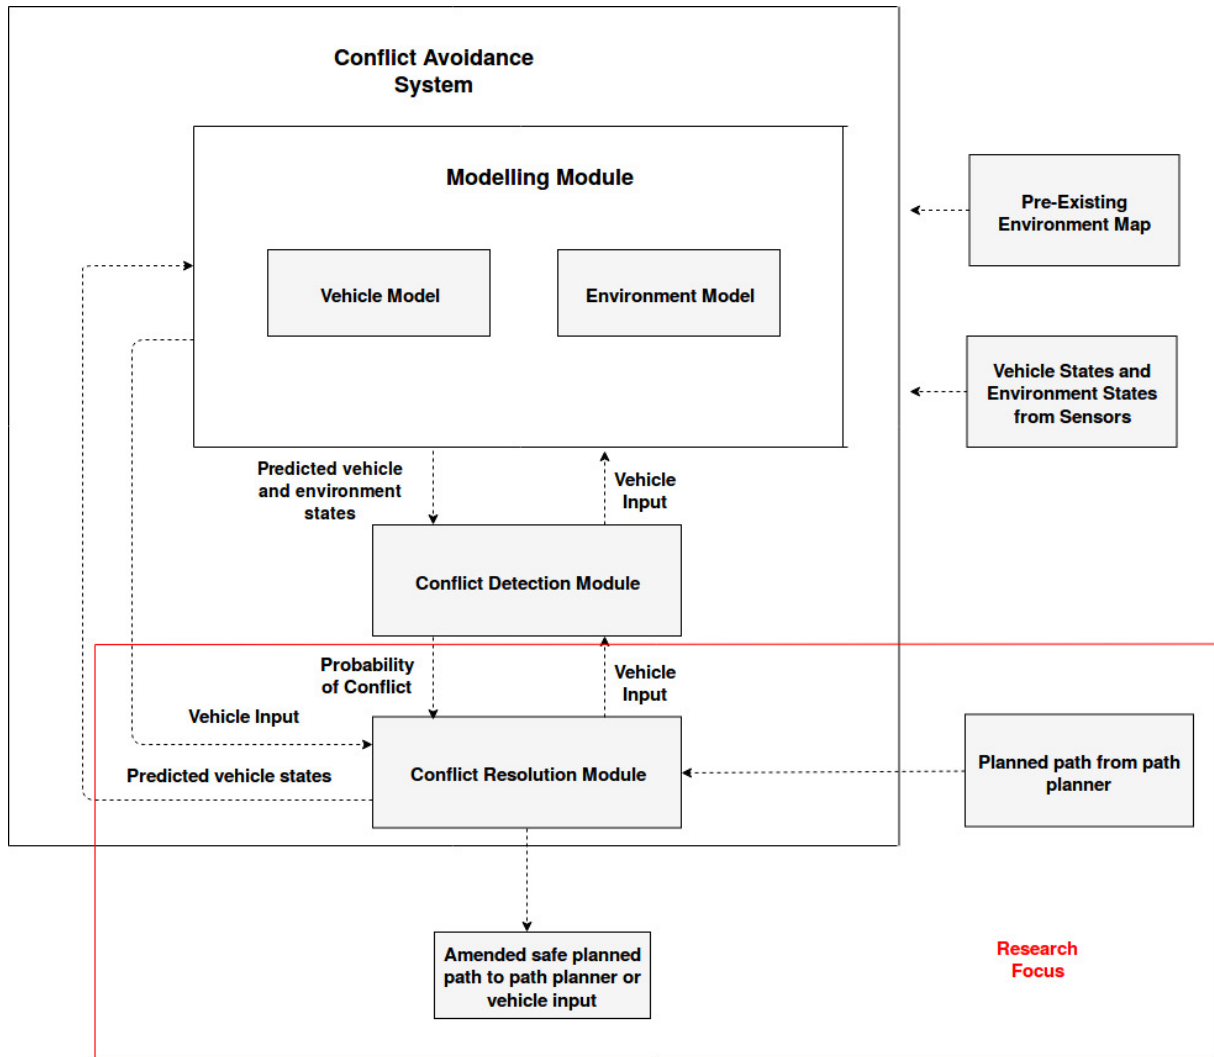 Conflict Avoidance
System
Modelling Module
Pre-Existing
Environment Map
Vehicle Model
Environment Model
Vehicle States and
Environment States
from Sensors
Predicted vehicle
and environment
states
Vehicle
Input
Conflict Detection Module
Probability
of Conflict
Vehicle
Input
Vehicle Input
Predicted vehicle states
Conflict Resolution Module
Planned path from path
planner
Amended safe planned
path to path planner or
vehicle input
Research
Focus